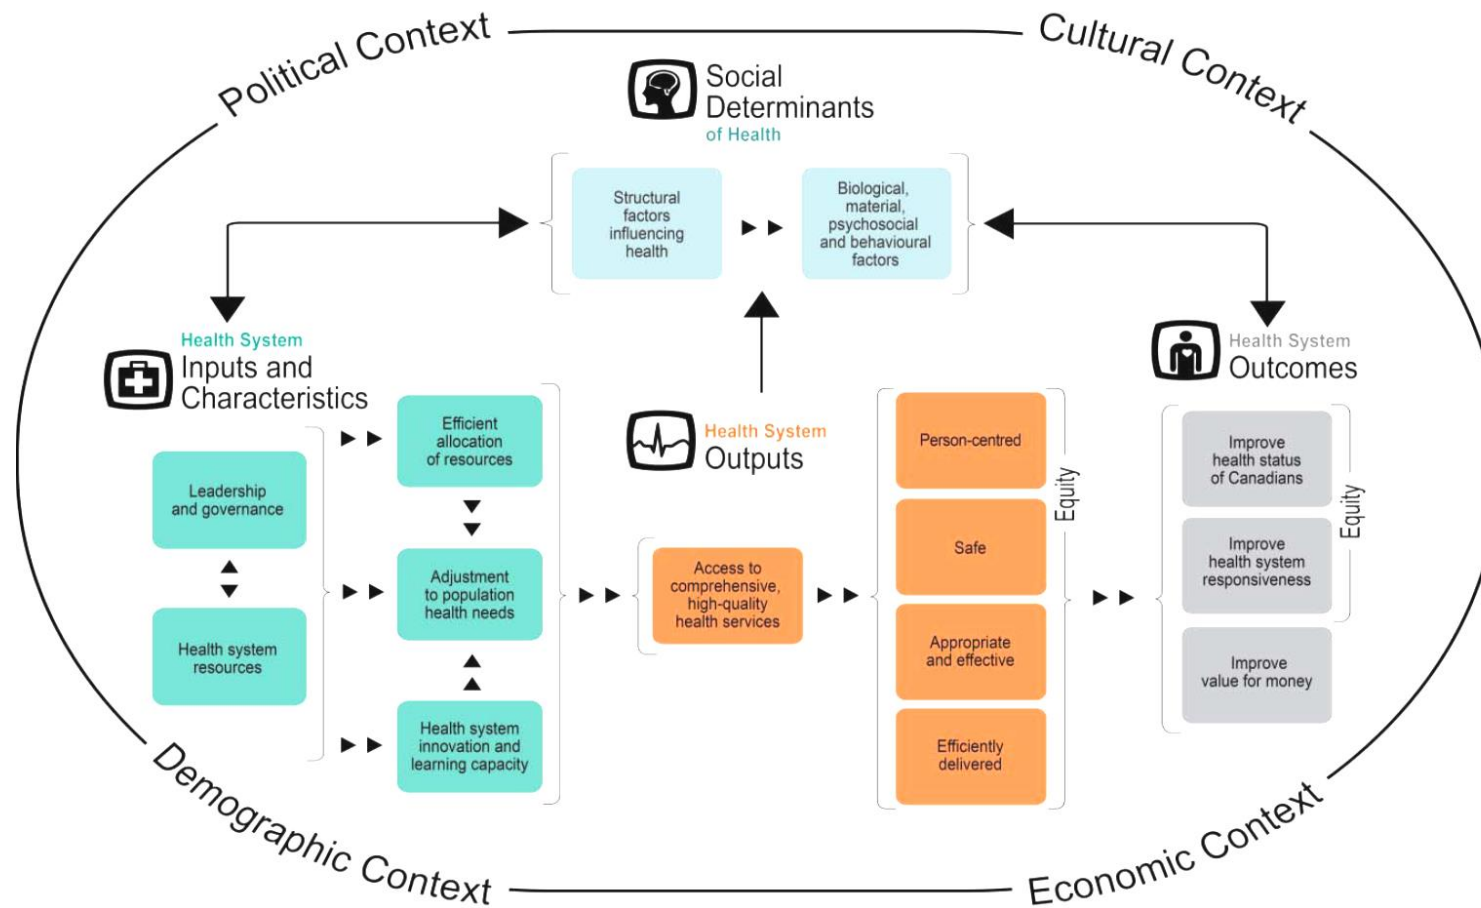 Political Context
Cultural Context
Social
Determinants
of Health
Structural
factors
influencing
health
Biological,
material,
psychosocial
and behavioural
factors
Health System
Inputs and
Characteristics
Leadership
and governance
Health system
resources
Efficient
allocation
of resources
Adjustment
to population
health needs
Health system
innovation and
learning capacity
Health System
Outputs
Access to
comprehensive,
high-quality
health services
Person-centred
Safe
Appropriate
and effective
Efficiently
delivered
Equity
Health System
Outcomes
Improve
health status
of Canadians
Improve
health system
responsiveness
Improve
value for money
Equity
Demographic Context
Economic Context